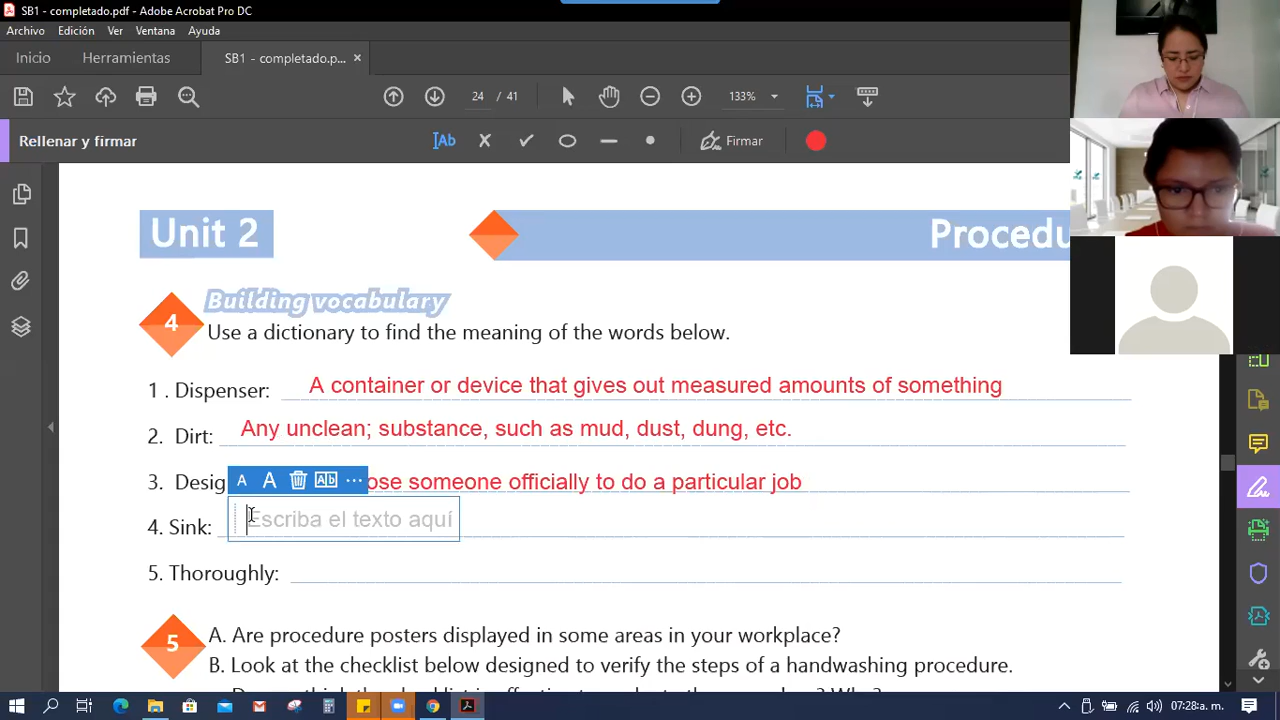 SB1 - completado.pdf - Adobe Acrobat Pro DC
Archivo Edición Ver Ventana Ayuda
Inicio Herramientas SB1 - completado.p... ×
24 / 41 133%
Rellenar y firmar Ab Firmar
Unit 2 Procedu
Building vocabulary
4 Use a dictionary to find the meaning of the words below.
1 . Dispenser: A container or device that gives out measured amounts of something
2. Dirt: Any unclean; substance, such as mud, dust, dung, etc.
A A Ab ...
3. Desig ose someone officially to do a particular job
4. Sink: Escriba el texto aquí
5. Thoroughly:
5 A. Are procedure posters displayed in some areas in your workplace?
B. Look at the checklist below designed to verify the steps of a handwashing procedure.
07:28a. m.